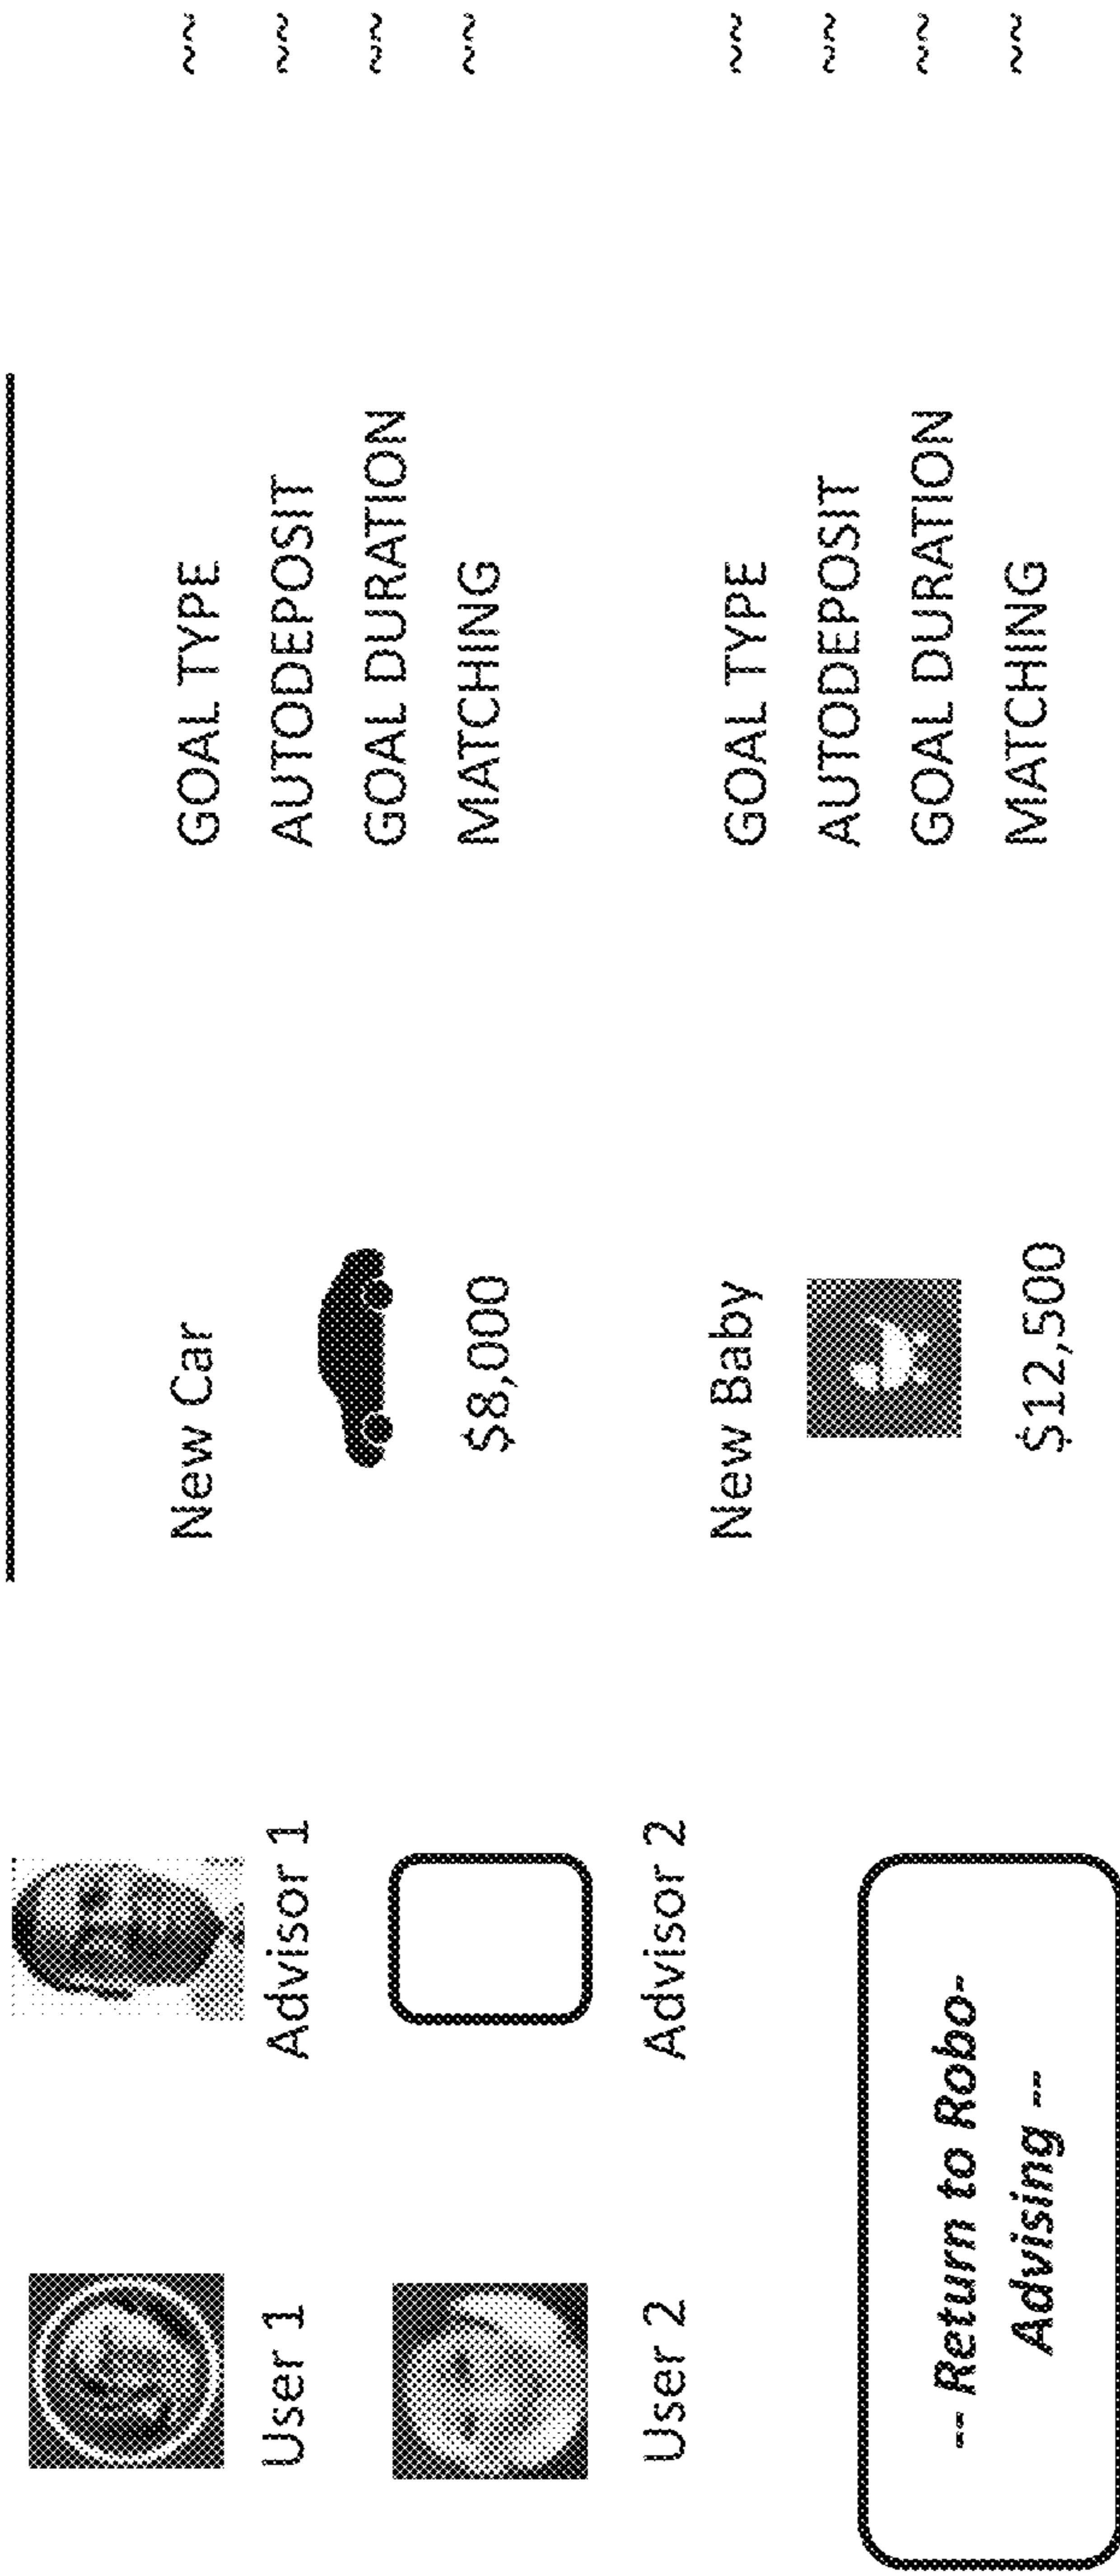 User 1
Advisor 1
User 2
Advisor 2
-- Return to Robo-
Advising --
New Car
$8,000
GOAL TYPE ~~
AUTODEPOSIT ~~
GOAL DURATION ~~
MATCHING ~~
New Baby
$12,500
GOAL TYPE ~~
AUTODEPOSIT ~~
GOAL DURATION ~~
MATCHING ~~